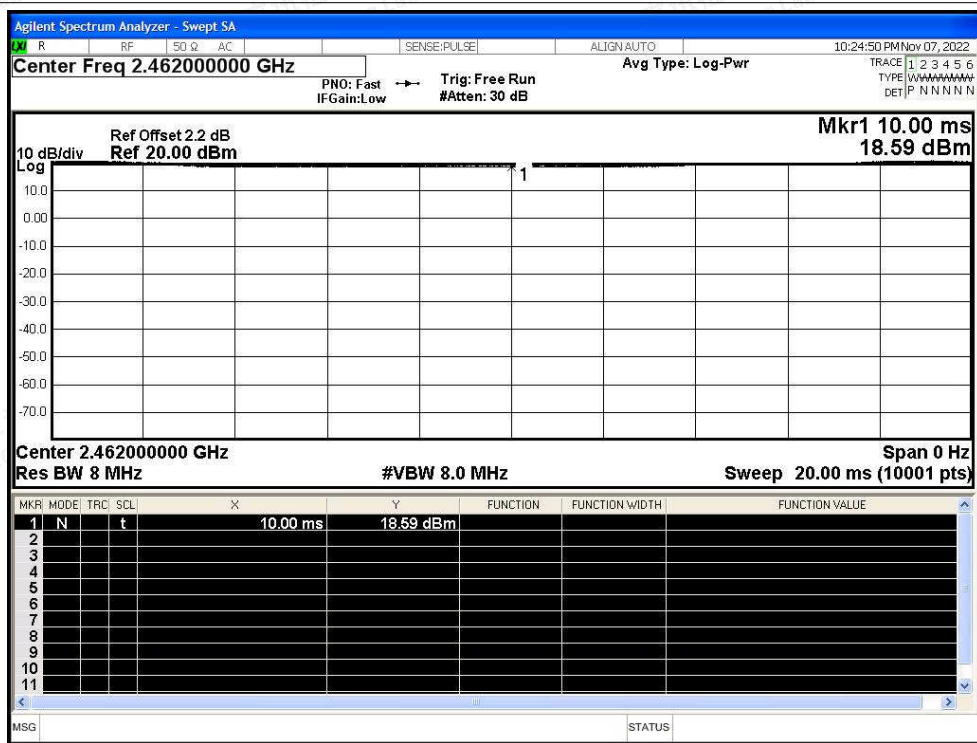 Agilent Spectrum Analyzer - Swept SA
LXI R RF 50 Ω AC SENSE:PULSE ALIGN AUTO 10:24:50 PM Nov 07, 2022
Center Freq 2.462000000 GHz
PNO: Fast Trig: Free Run Avg Type: Log-Pwr TRACE 1 2 3 4 5 6
IFGain:Low #Atten: 30 dB TYPE WWWWWW
DET P N N N N N
Mkr1 10.00 ms
18.59 dBm
Ref Offset 2.2 dB
10 dB/div Ref 20.00 dBm
Log
1
10.0
0.00
-10.0
-20.0
-30.0
-40.0
-50.0
-60.0
-70.0
Center 2.462000000 GHz Span 0 Hz
Res BW 8 MHz #VBW 8.0 MHz Sweep 20.00 ms (10001 pts)
MKR MODE TRC SCL X Y FUNCTION FUNCTION WIDTH FUNCTION VALUE
1 N t 10.00 ms 18.59 dBm
2
3
4
5
6
7
8
9
10
11
MSG STATUS